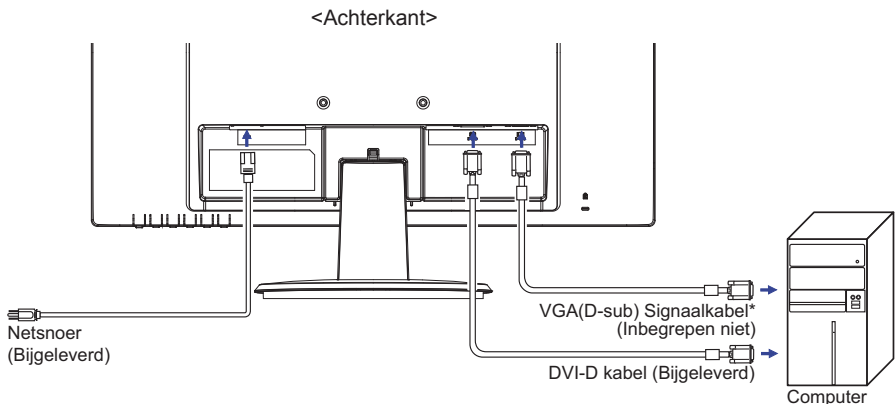 <Achterkant>
VGA(D-sub) Signaalkabel*
(Inbegrepen niet)
Netsnoer
(Bijgeleverd)
DVI-D kabel (Bijgeleverd)
Computer